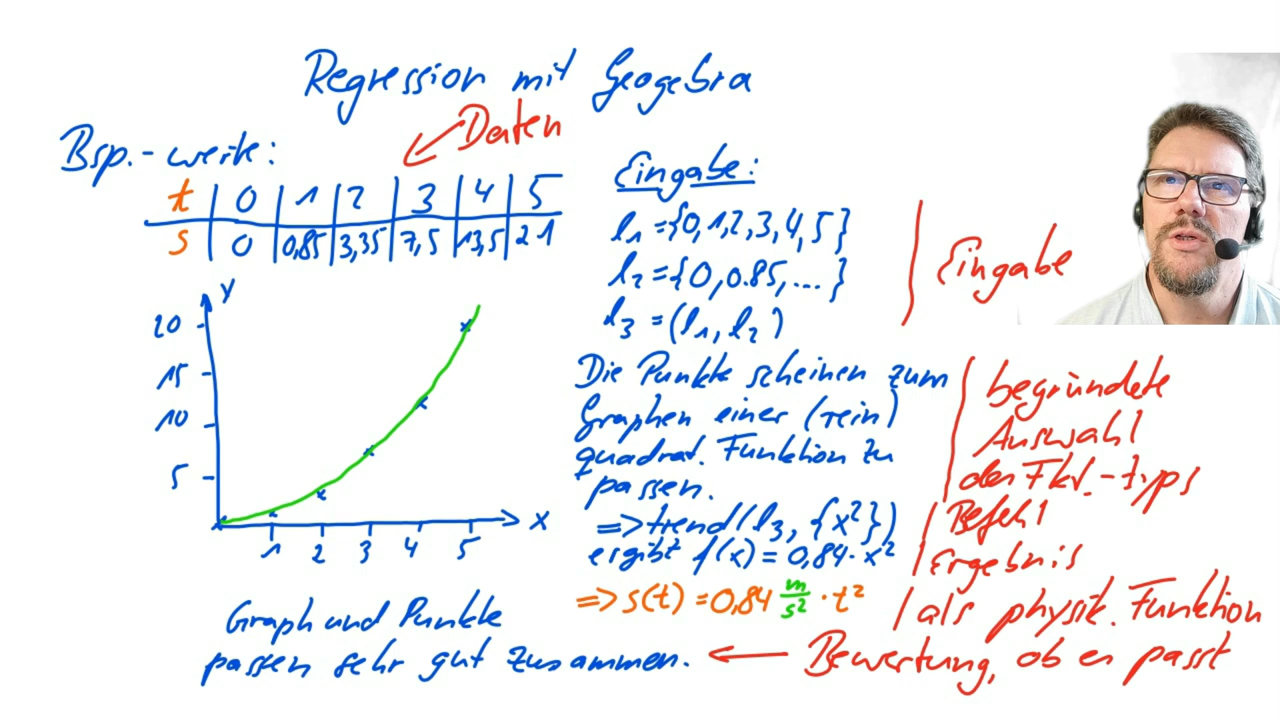 Regression mit Geogebra
Daten
Bsp.-werte:
t | 0 | 1 | 2 | 3 | 4 | 5
s | 0 | 0,85 | 3,35 | 7,5 | 13,5 | 21
Eingabe:
l₁ = {0, 1, 2, 3, 4, 5}
l₂ = {0, 0.85, ...}
l₃ = (l₁, l₂)
Eingabe
y
20
15
10
5
1 2 3 4 5
x
Die Punkte scheinen zum
Graphen einer (rein)
quadrat. Funktion zu
passen.
begründete
Auswahl
des Fkt.-typs
=> trend(l₃, {x²})
Befehl
ergibt f(x) = 0,84 · x²
Ergebnis
=> s(t) = 0,84 m/s² · t²
als physik. Funktion
Graph und Punkte
passen sehr gut zusammen.
Bewertung, ob es passt